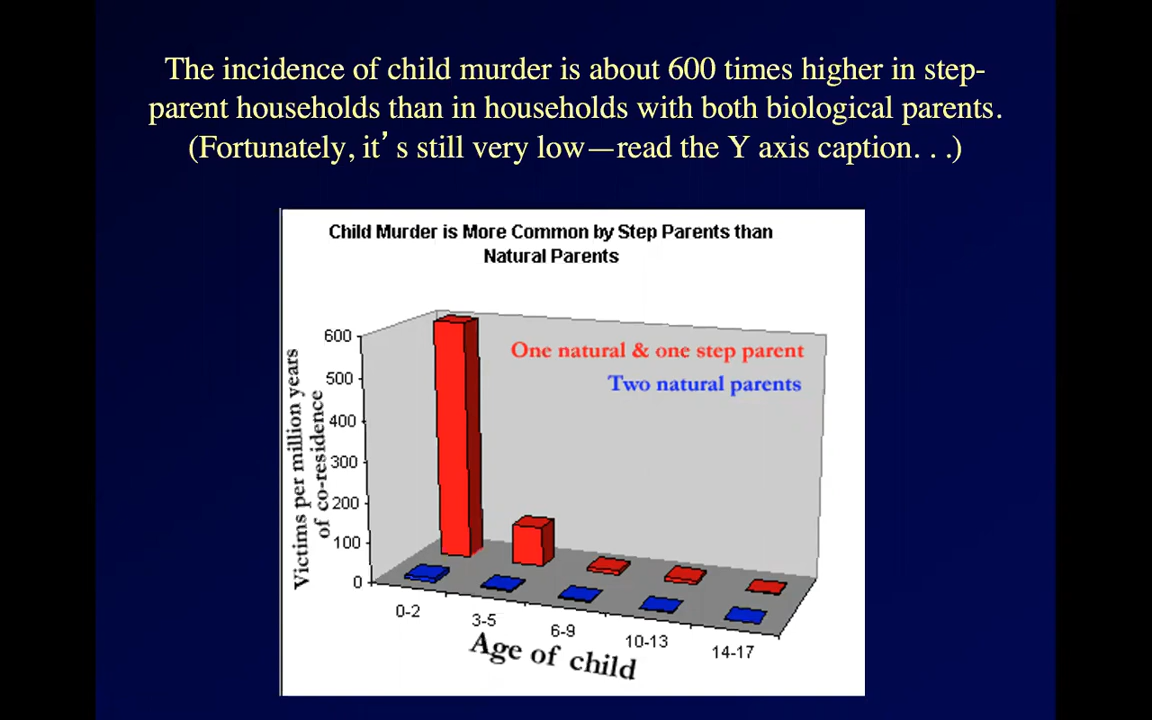 The incidence of child murder is about 600 times higher in step-
parent households than in households with both biological parents.
(Fortunately, it’s still very low—read the Y axis caption. . .)
Child Murder is More Common by Step Parents than
Natural Parents
One natural & one step parent
Two natural parents
Victims per million years
of co-residence
600
500
400
300
200
100
0
0-2
3-5
6-9
10-13
14-17
Age of child